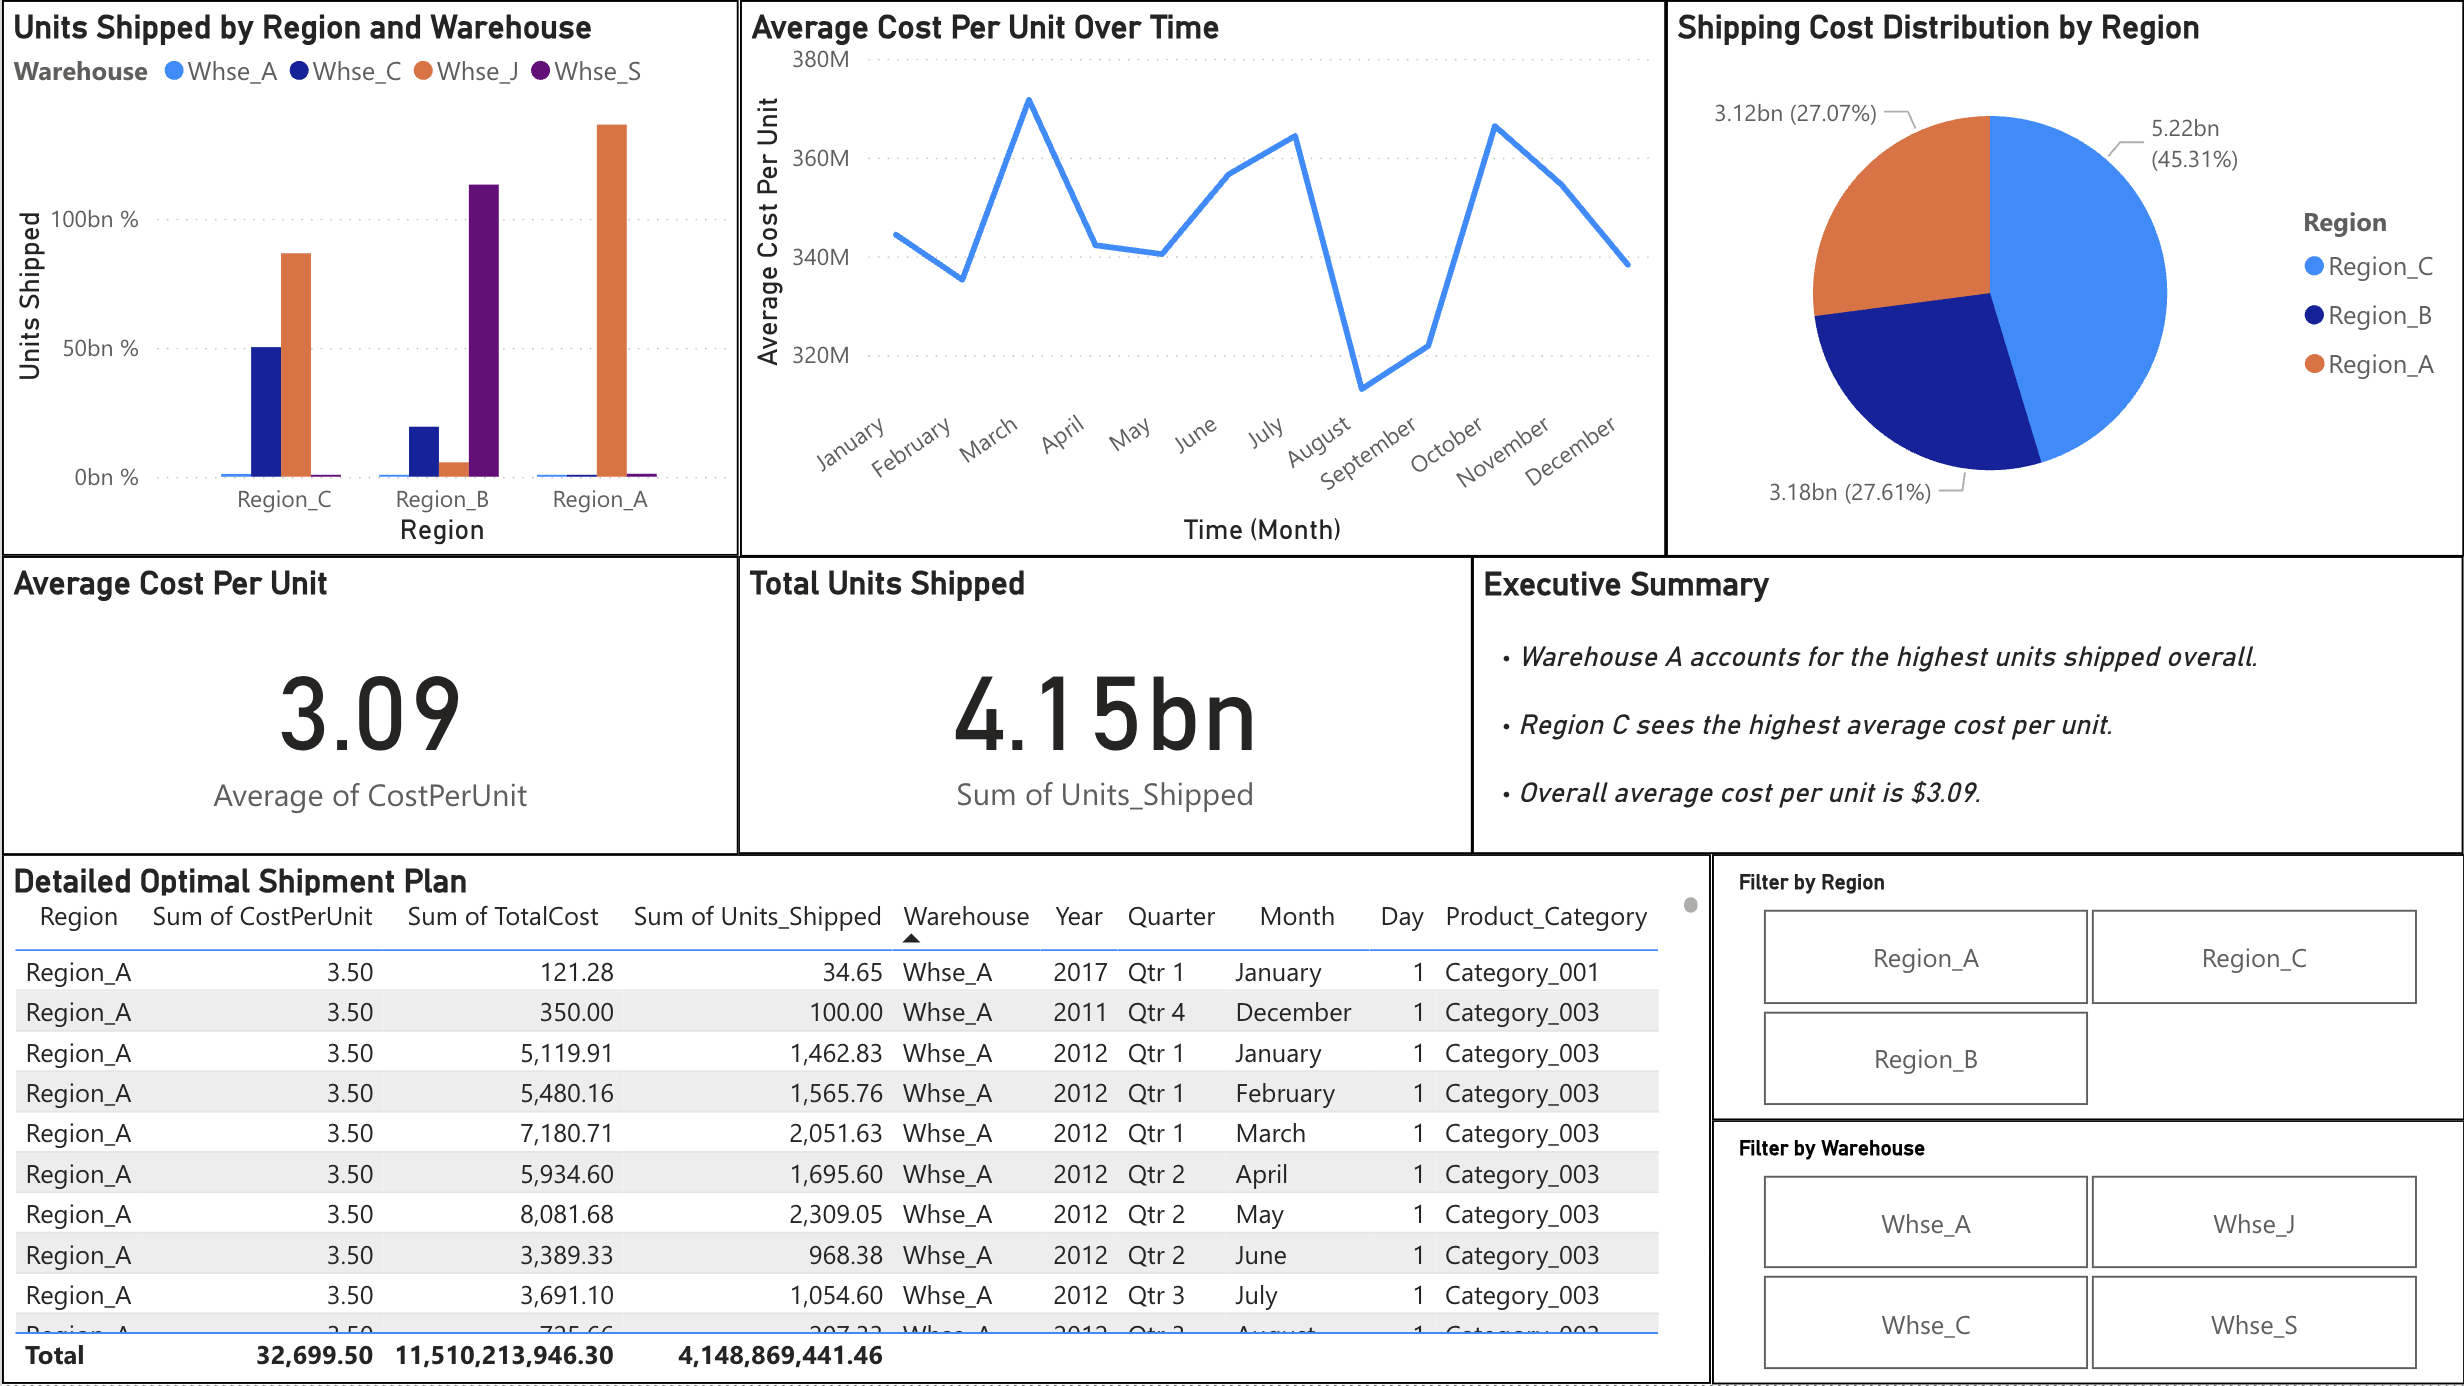 Units Shipped by Region and Warehouse
Warehouse Whse_A Whse_C Whse_J Whse_S
Units Shipped
100bn %
50bn %
0bn %
Region_C Region_B Region_A
Region
Average Cost Per Unit Over Time
Average Cost Per Unit
380M
360M
340M
320M
January February March April May June July August September October November December
Time (Month)
Shipping Cost Distribution by Region
3.12bn (27.07%)
5.22bn
(45.31%)
3.18bn (27.61%)
Region
Region_C
Region_B
Region_A
Average Cost Per Unit
3.09
Average of CostPerUnit
Total Units Shipped
4.15bn
Sum of Units_Shipped
Executive Summary
• Warehouse A accounts for the highest units shipped overall.
• Region C sees the highest average cost per unit.
• Overall average cost per unit is $3.09.
Detailed Optimal Shipment Plan
Region Sum of CostPerUnit Sum of TotalCost Sum of Units_Shipped Warehouse Year Quarter Month Day Product_Category
Region_A 3.50 121.28 34.65 Whse_A 2017 Qtr 1 January 1 Category_001
Region_A 3.50 350.00 100.00 Whse_A 2011 Qtr 4 December 1 Category_003
Region_A 3.50 5,119.91 1,462.83 Whse_A 2012 Qtr 1 January 1 Category_003
Region_A 3.50 5,480.16 1,565.76 Whse_A 2012 Qtr 1 February 1 Category_003
Region_A 3.50 7,180.71 2,051.63 Whse_A 2012 Qtr 1 March 1 Category_003
Region_A 3.50 5,934.60 1,695.60 Whse_A 2012 Qtr 2 April 1 Category_003
Region_A 3.50 8,081.68 2,309.05 Whse_A 2012 Qtr 2 May 1 Category_003
Region_A 3.50 3,389.33 968.38 Whse_A 2012 Qtr 2 June 1 Category_003
Region_A 3.50 3,691.10 1,054.60 Whse_A 2012 Qtr 3 July 1 Category_003
Total 32,699.50 11,510,213,946.30 4,148,869,441.46
Filter by Region
Region_A Region_C
Region_B
Filter by Warehouse
Whse_A Whse_J
Whse_C Whse_S